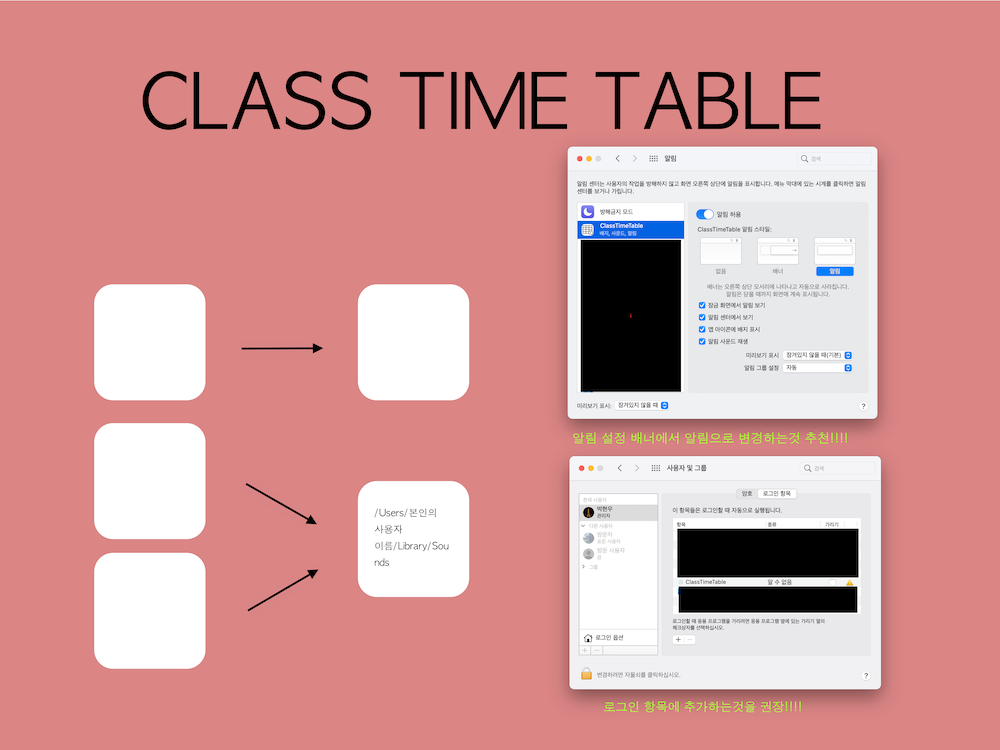 CLASS TIME TABLE
알림
검색
알림 센터는 사용자의 작업을 방해하지 않고 화면 오른쪽 상단에 알림을 표시합니다. 메뉴 막대에 있는 시계를 클릭하면 알림
센터를 보거나 가립니다.
방해금지 모드
ClassTimeTable
배지, 사운드, 알림
알림 허용
ClassTimeTable 알림 스타일:
없음
배너
알림
배너는 오른쪽 상단 모서리에 나타나고 자동으로 사라집니다.
알림은 닫을 때까지 화면에 계속 표시됩니다.
잠금 화면에서 알림 보기
알림 센터에서 보기
앱 아이콘에 배지 표시
알림 사운드 재생
미리보기 표시 잠겨있지 않을 때(기본)
알림 그룹 설정 자동
미리보기 표시: 잠겨있지 않을 때
?
알림 설정 배너에서 알림으로 변경하는것 추천!!!!
/Users/본인의
사용자
이름/Library/Sou
nds
사용자 및 그룹
검색
암호
로그인 항목
현재 사용자
박현우
관리자
다른 사용자
방문자
방문 사용자
끔
그룹
로그인 옵션
이 항목들은 로그인할 때 자동으로 실행됩니다.
항목 종류 가리기
ClassTimeTable 알 수 없음
로그인할 때 응용 프로그램을 가리려면 응용 프로그램 옆에 있는 가리기 열의
체크상자를 선택하십시오.
변경하려면 자물쇠를 클릭하십시오.
?
로그인 항목에 추가하는것을 권장!!!!